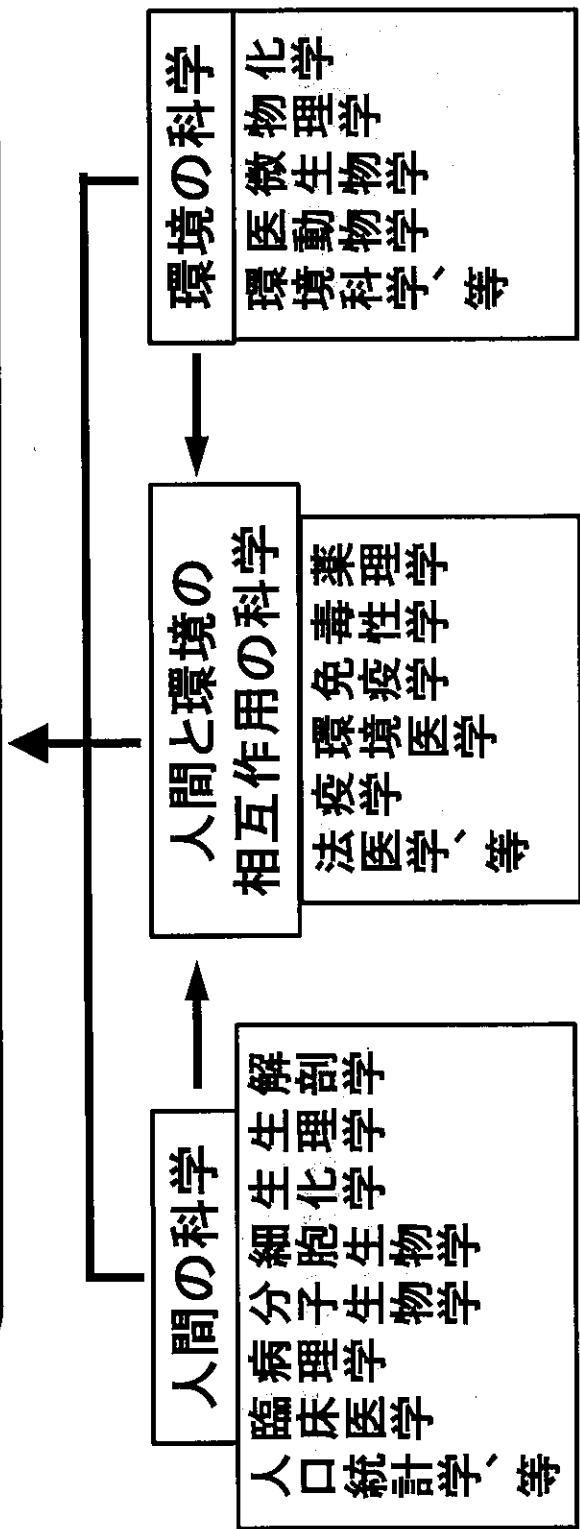 人間の科学
解剖学
生理学
生化学
細胞生物学
分子生物学
病理学
臨床医学
人口統計学、等
人間と環境の
相互作用の科学
薬理学
毒性学
免疫学
環境医学
疫学
法医学、等
環境の科学
化学
物理学
微生物学
医動物学
環境科学、等